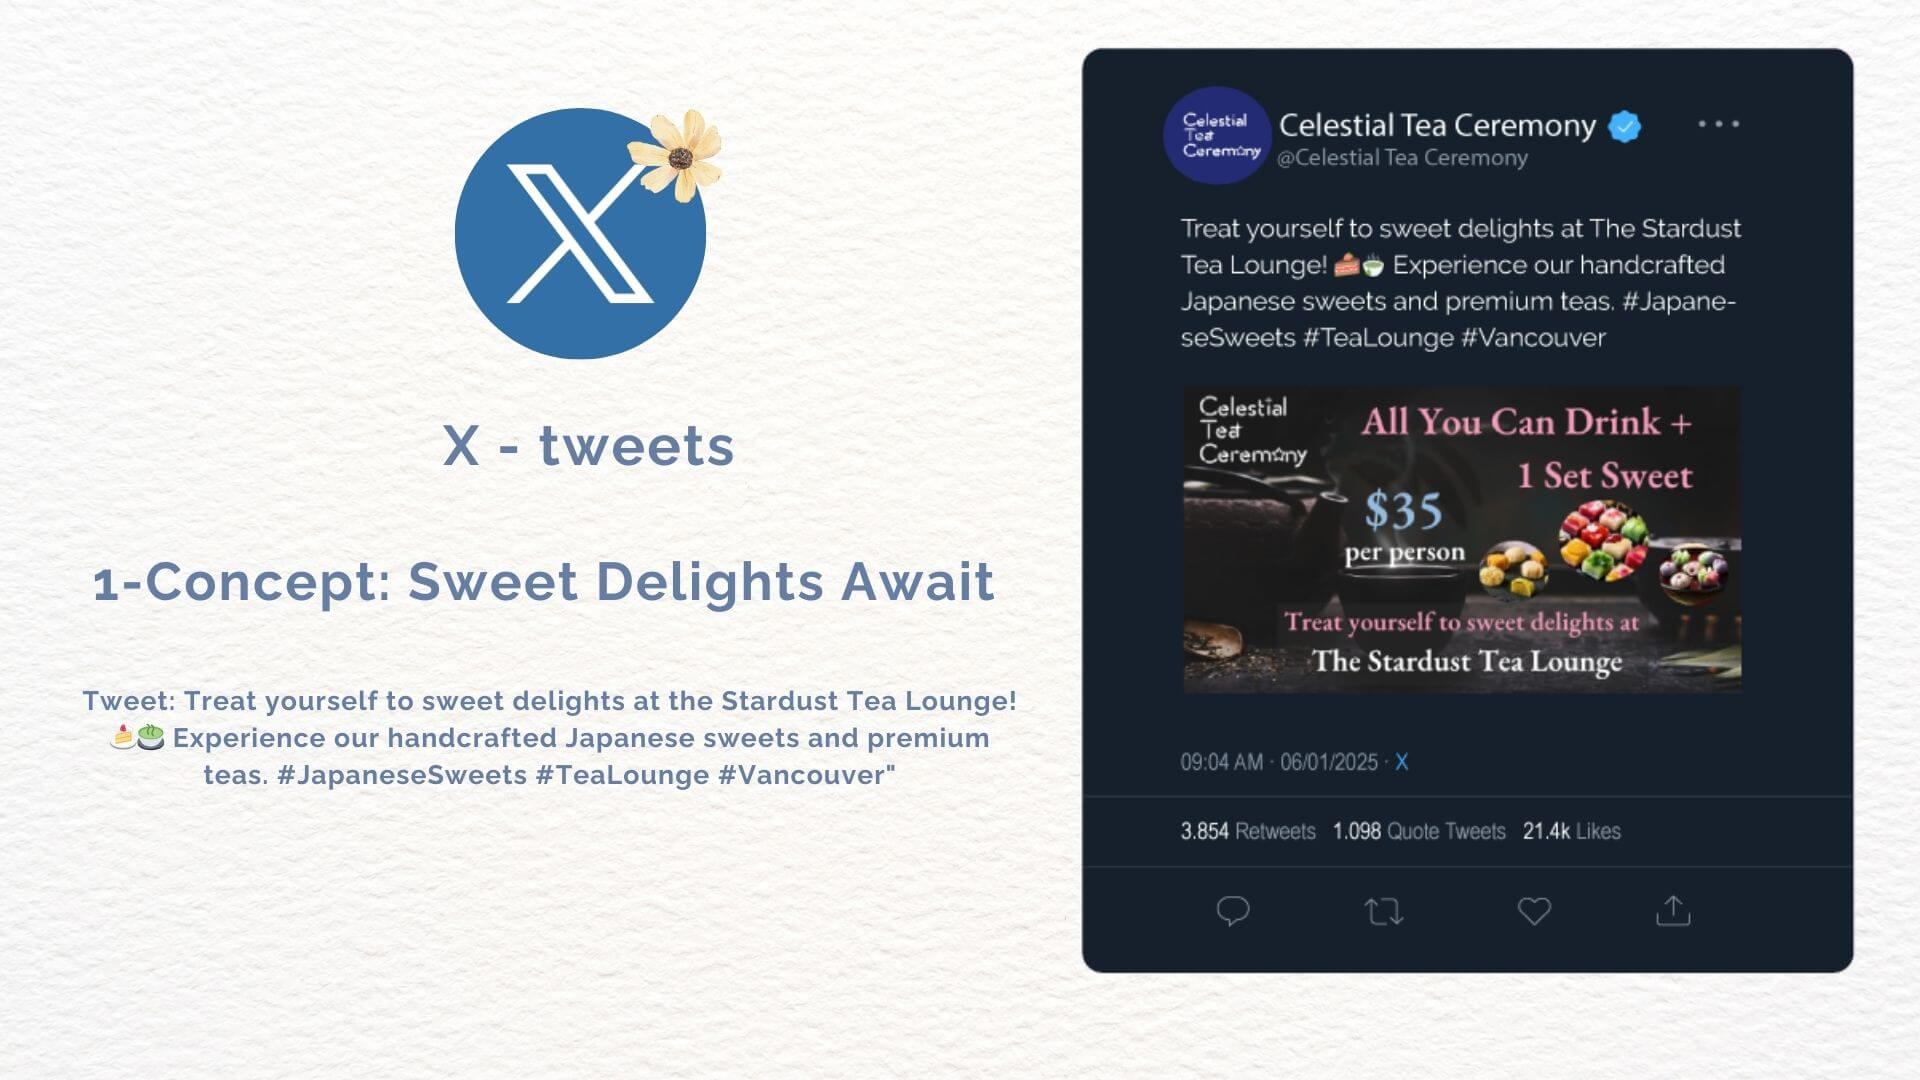 X - tweets
1-Concept: Sweet Delights Await
Tweet: Treat yourself to sweet delights at the Stardust Tea Lounge!
🍰🍵 Experience our handcrafted Japanese sweets and premium
teas. #JapaneseSweets #TeaLounge #Vancouver"
Celestial
Tea
Ceremony
Celestial Tea Ceremony
@Celestial Tea Ceremony
Treat yourself to sweet delights at The Stardust
Tea Lounge! 🍰🍵 Experience our handcrafted
Japanese sweets and premium teas. #Japane-
seSweets #TeaLounge #Vancouver
Celestial
Tea
Ceremony
All You Can Drink +
1 Set Sweet
$35
per person
Treat yourself to sweet delights at
The Stardust Tea Lounge
09:04 AM · 06/01/2025 · X
3.854 Retweets 1.098 Quote Tweets 21.4k Likes